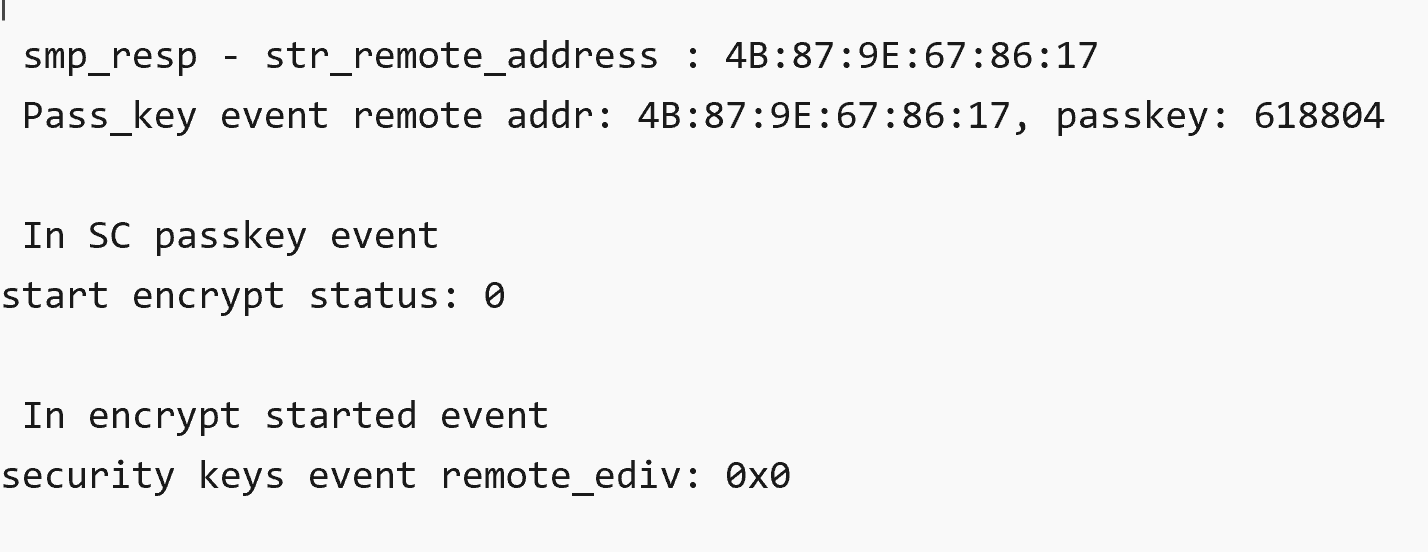 smp_resp - str_remote_address : 4B:87:9E:67:86:17
Pass_key event remote addr: 4B:87:9E:67:86:17, passkey: 618804
In SC passkey event
start encrypt status: 0
In encrypt started event
security keys event remote_ediv: 0x0